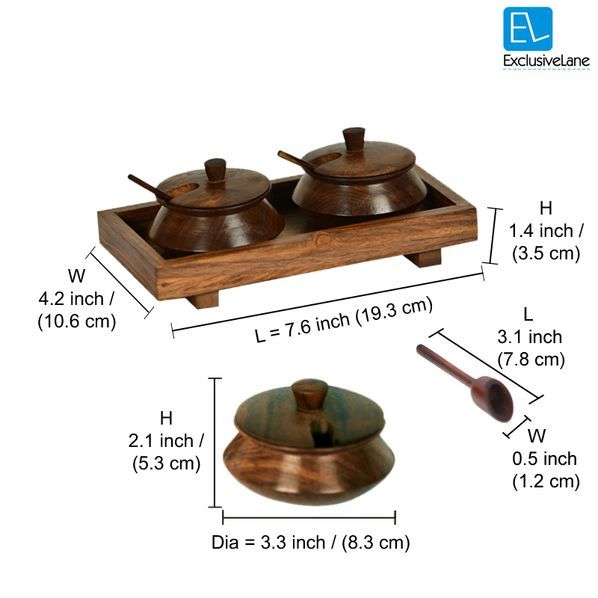 EL
ExclusiveLane
H
1.4 inch /
(3.5 cm)
W
4.2 inch /
(10.6 cm)
L = 7.6 inch (19.3 cm)
L
3.1 inch
(7.8 cm)
H
2.1 inch /
(5.3 cm)
W
0.5 inch
(1.2 cm)
Dia = 3.3 inch / (8.3 cm)